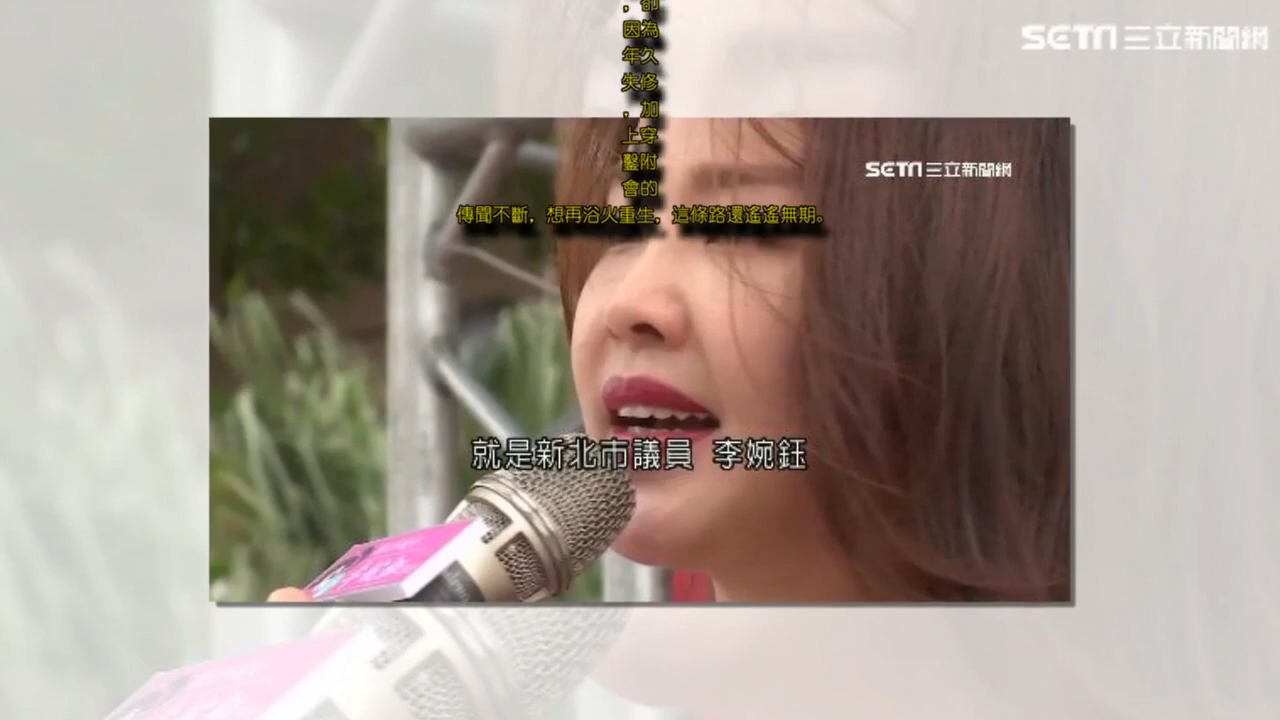 SETN三立新聞網
，卻
因為
年久
失修
，加
上穿
鑿附
會的
SETN三立新聞網
傳聞不斷，想再浴火重生，這條路還遙遙無期。
就是新北市議員 李婉鈺